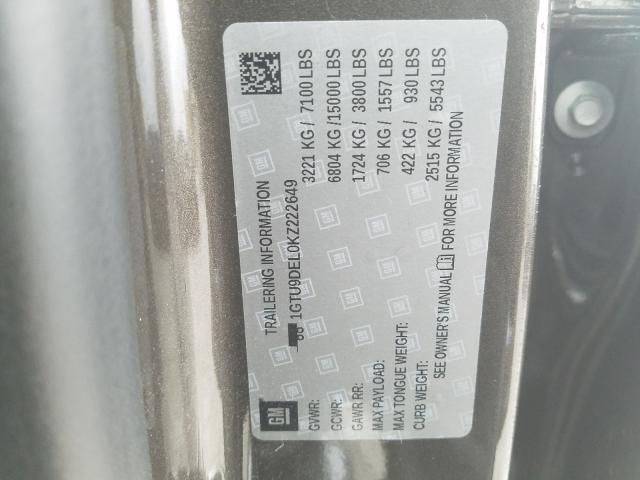 TRAILERING INFORMATION
1GTU9DEL0KZ222649
GVWR: 3221 KG / 7100 LBS
GCWR: 6804 KG /15000 LBS
GAWR RR: 1724 KG / 3800 LBS
MAX PAYLOAD: 706 KG / 1557 LBS
MAX TONGUE WEIGHT: 422 KG / 930 LBS
CURB WEIGHT: 2515 KG / 5543 LBS
SEE OWNER'S MANUAL FOR MORE INFORMATION
GM